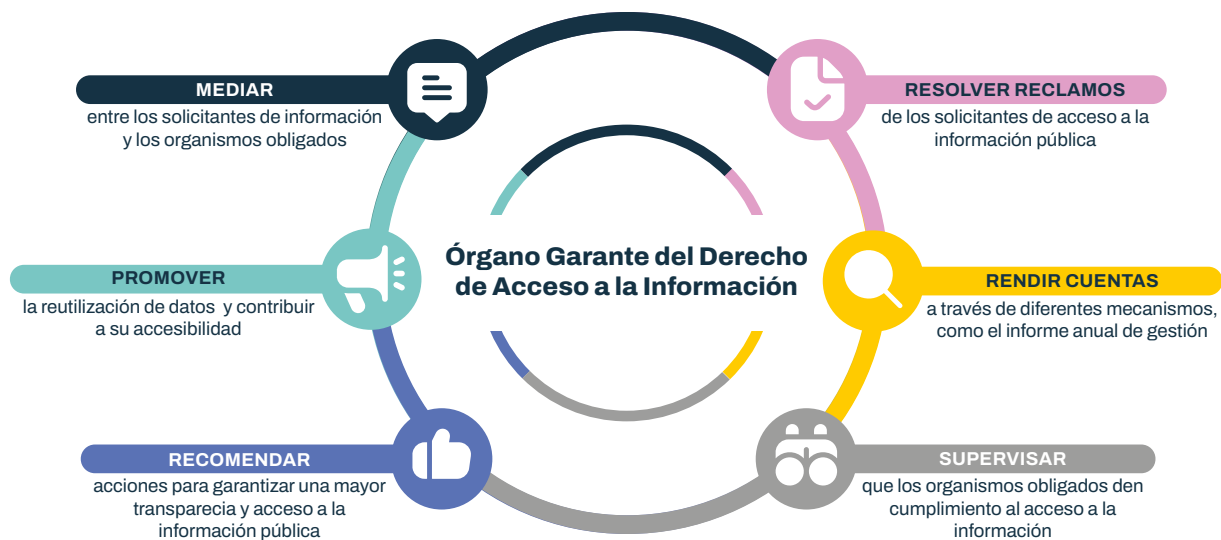 MEDIAR
entre los solicitantes de información
y los organismos obligados
RESOLVER RECLAMOS
de los solicitantes de acceso a la
información pública
Órgano Garante del Derecho
de Acceso a la Información
PROMOVER
la reutilización de datos  y contribuir
a su accesibilidad
RENDIR CUENTAS
a través de diferentes mecanismos,
como el informe anual de gestión
RECOMENDAR
acciones para garantizar una mayor
transparecia y acceso a la
información pública
SUPERVISAR
que los organismos obligados den
cumplimiento al acceso a la
información